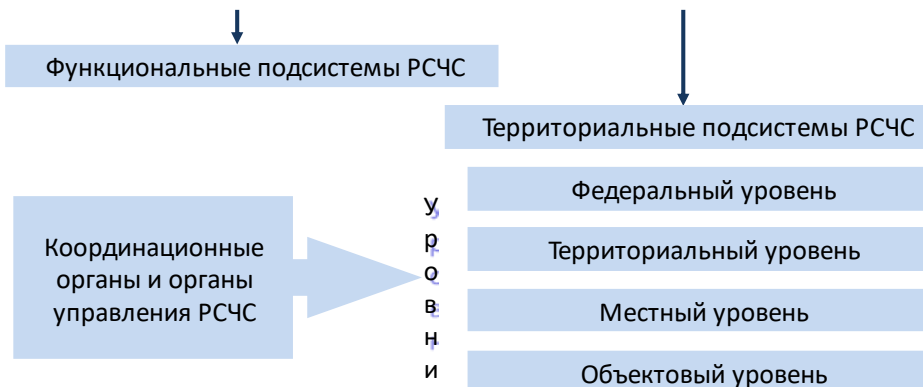 Функциональные подсистемы РСЧС
Территориальные подсистемы РСЧС
Координационные
органы и органы
управления РСЧС
Уровни
Федеральный уровень
Территориальный уровень
Местный уровень
Объектовый уровень